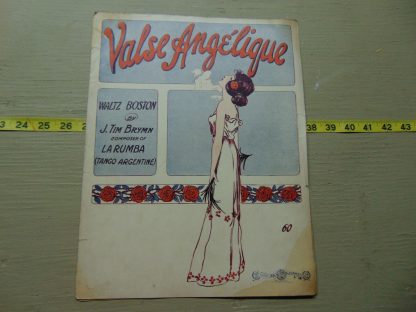 Valse Angélique
WALTZ BOSTON
BY
J. TIM BRYMN
COMPOSER OF
LA RUMBA
(TANGO ARGENTINE)
60
3 24 25 26
38 39 40 41 42 43